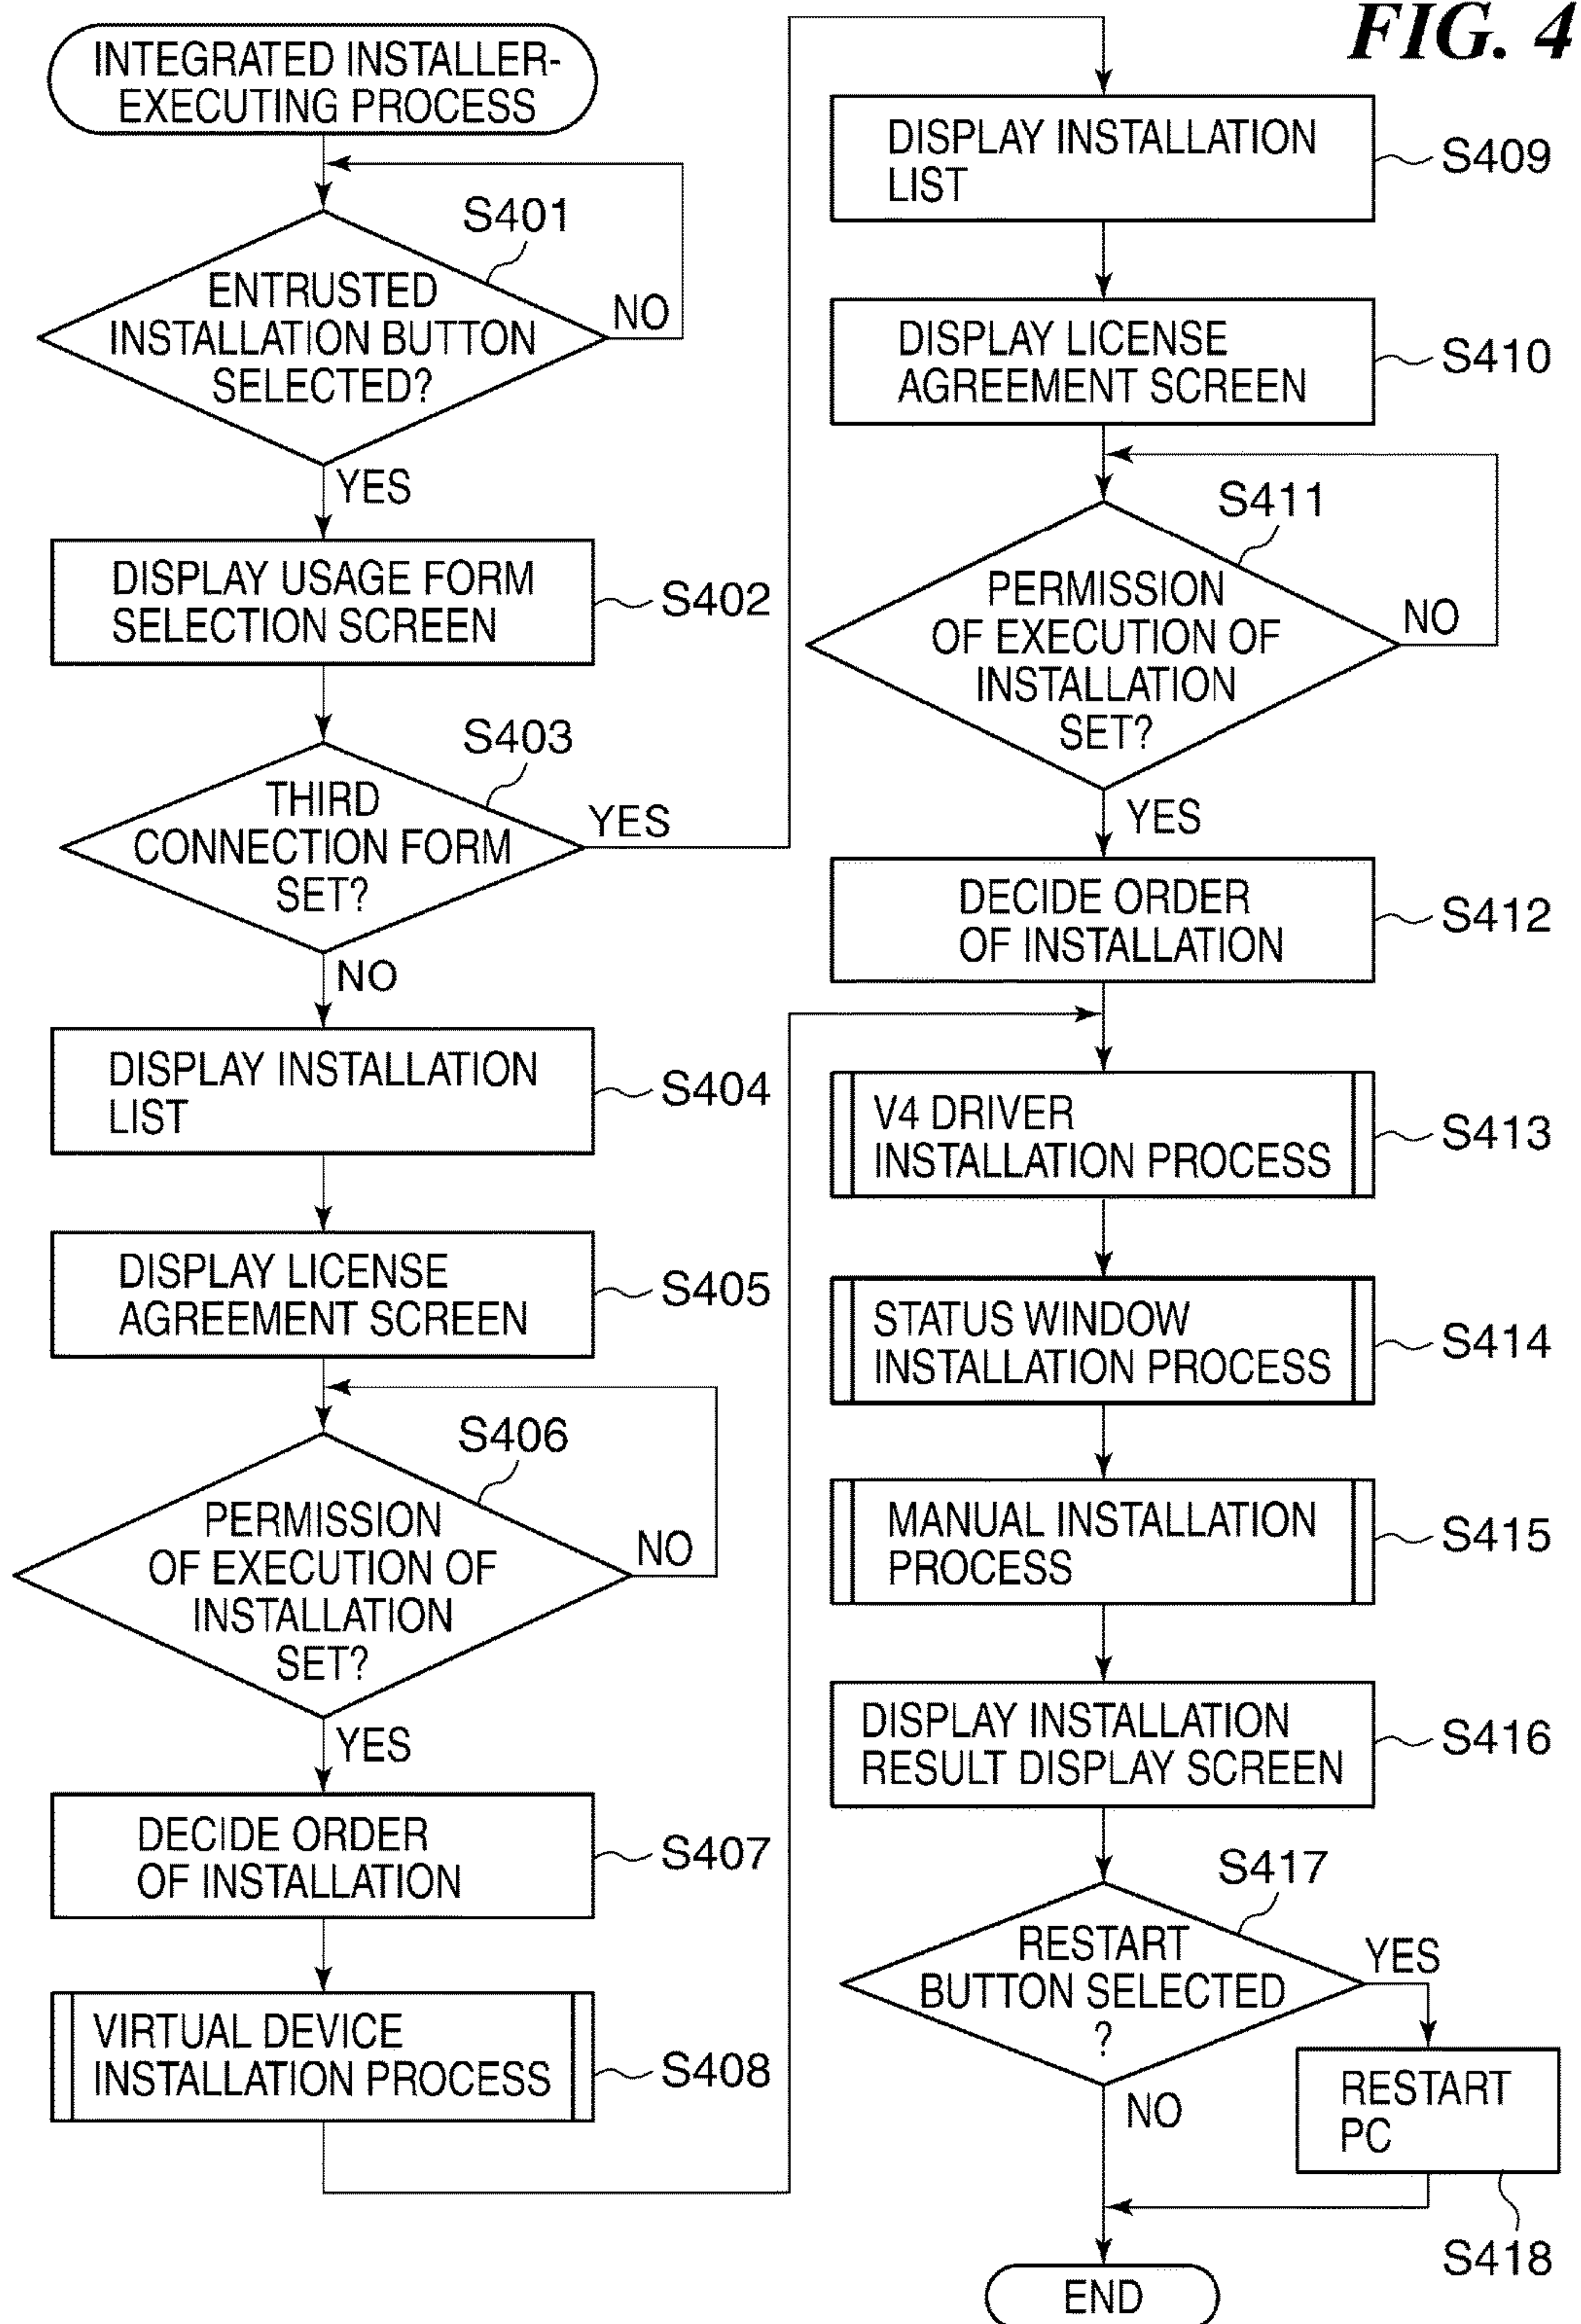 FIG. 4
INTEGRATED INSTALLER-
EXECUTING PROCESS
S401
ENTRUSTED
INSTALLATION BUTTON
SELECTED?
NO
YES
DISPLAY USAGE FORM
SELECTION SCREEN
S402
S403
THIRD
CONNECTION FORM
SET?
YES
NO
DISPLAY INSTALLATION
LIST
S404
DISPLAY LICENSE
AGREEMENT SCREEN
S405
S406
PERMISSION
OF EXECUTION OF
INSTALLATION
SET?
NO
YES
DECIDE ORDER
OF INSTALLATION
S407
VIRTUAL DEVICE
INSTALLATION PROCESS
S408
DISPLAY INSTALLATION
LIST
S409
DISPLAY LICENSE
AGREEMENT SCREEN
S410
S411
PERMISSION
OF EXECUTION OF
INSTALLATION
SET?
NO
YES
DECIDE ORDER
OF INSTALLATION
S412
V4 DRIVER
INSTALLATION PROCESS
S413
STATUS WINDOW
INSTALLATION PROCESS
S414
MANUAL INSTALLATION
PROCESS
S415
DISPLAY INSTALLATION
RESULT DISPLAY SCREEN
S416
S417
RESTART
BUTTON SELECTED
?
YES
NO
RESTART
PC
S418
END